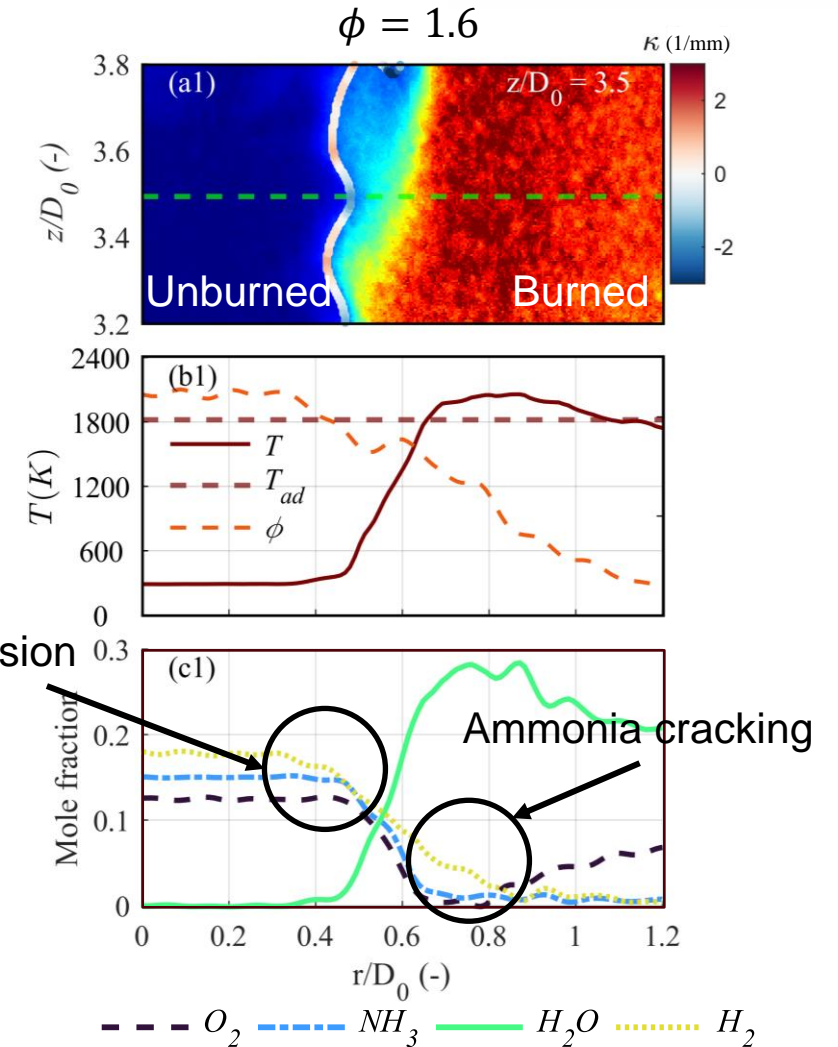 ϕ = 1.6
κ (1/mm)
3.8
3.6
3.4
3.2
z/D0 (-)
(a1)
z/D0 = 3.5
2
0
-2
Unburned
Burned
2400
1800
1200
600
0
T(K)
(b1)
T
Tad
ϕ
sion
0.3
0.2
0.1
0
Mole fraction
(c1)
Ammonia cracking
0 0.2 0.4 0.6 0.8 1 1.2
r/D0 (-)
O2 NH3 H2O H2